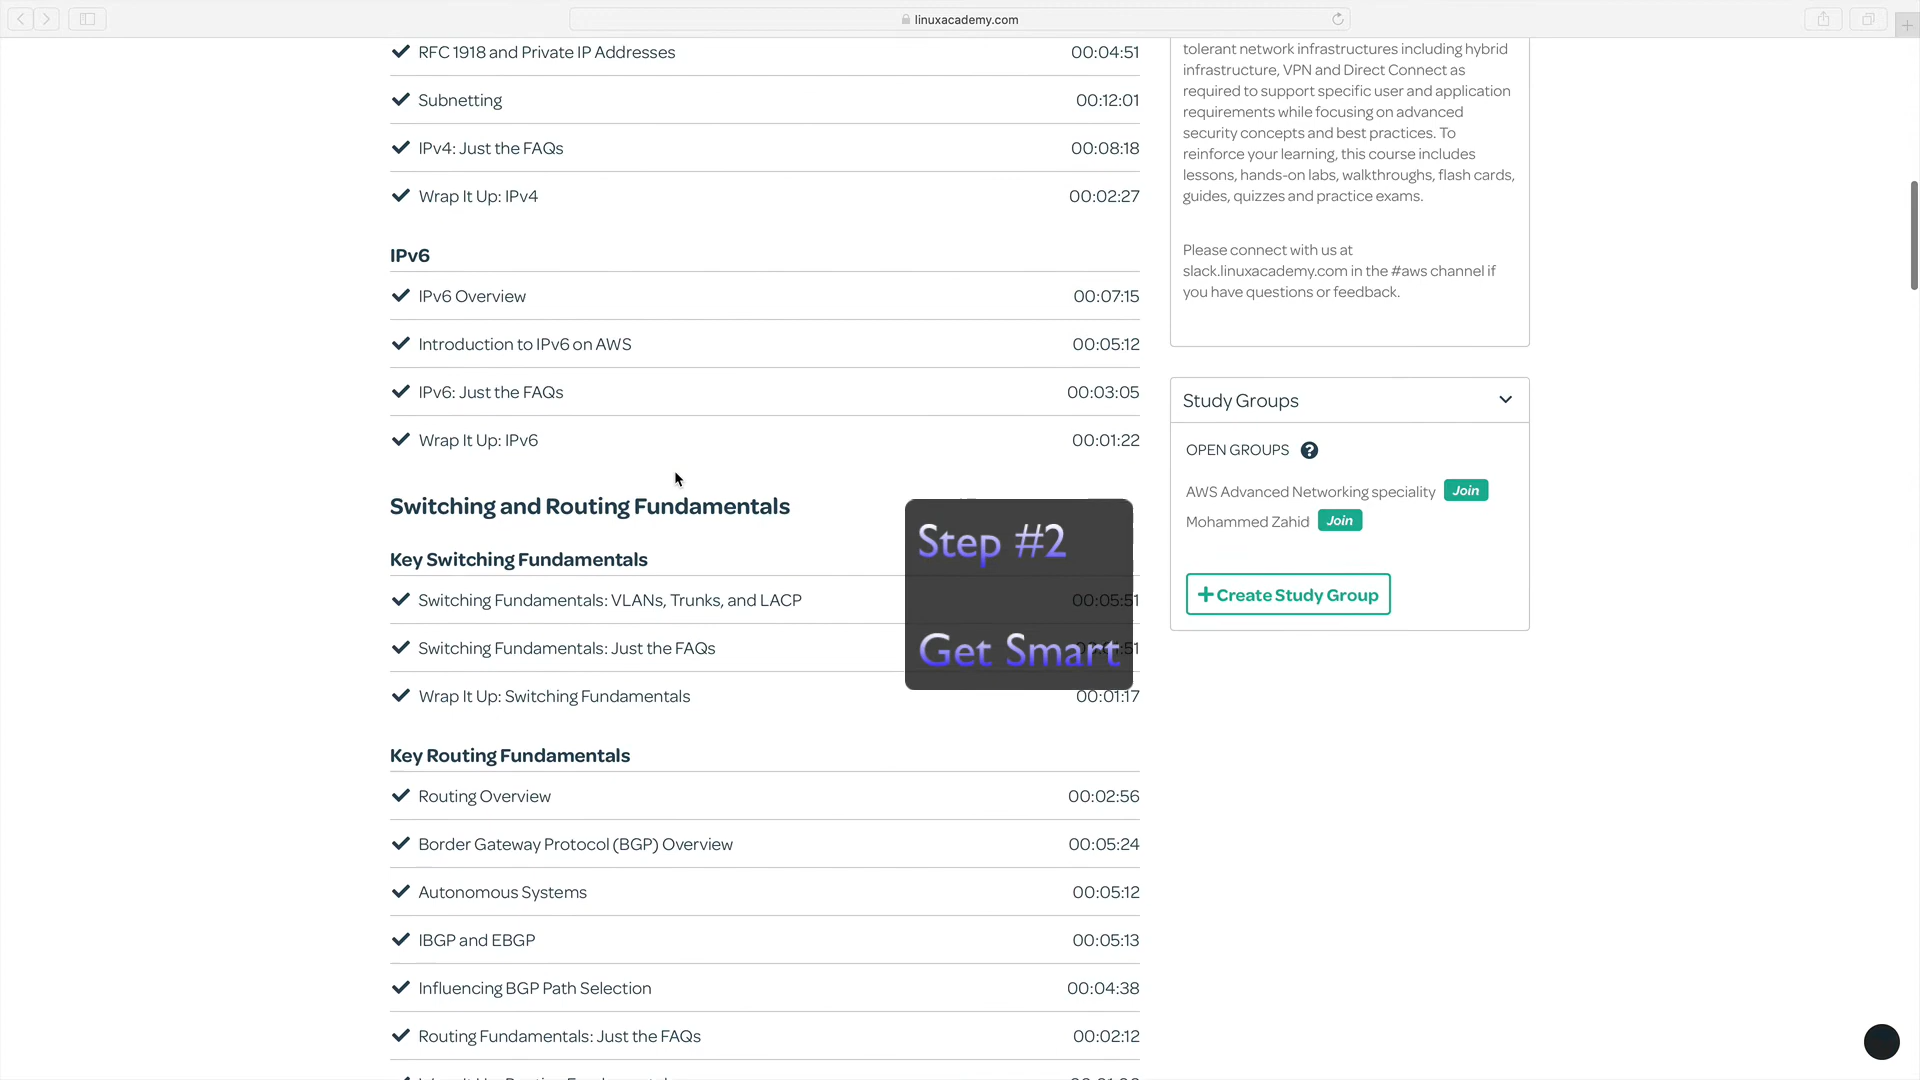 linuxacademy.com
RFC 1918 and Private IP Addresses 00:04:51
Subnetting 00:12:01
IPv4: Just the FAQs 00:08:18
Wrap It Up: IPv4 00:02:27
IPv6
IPv6 Overview 00:07:15
Introduction to IPv6 on AWS 00:05:12
IPv6: Just the FAQs 00:03:05
Wrap It Up: IPv6 00:01:22
Switching and Routing Fundamentals
Key Switching Fundamentals
Switching Fundamentals: VLANs, Trunks, and LACP 00:05:51
Switching Fundamentals: Just the FAQs
Wrap It Up: Switching Fundamentals 00:01:17
Key Routing Fundamentals
Routing Overview 00:02:56
Border Gateway Protocol (BGP) Overview 00:05:24
Autonomous Systems 00:05:12
IBGP and EBGP 00:05:13
Influencing BGP Path Selection 00:04:38
Routing Fundamentals: Just the FAQs 00:02:12
Step #2
Get Smart
tolerant network infrastructures including hybrid
infrastructure, VPN and Direct Connect as
required to support specific user and application
requirements while focusing on advanced
security concepts and best practices. To
reinforce your learning, this course includes
lessons, hands-on labs, walkthroughs, flash cards,
guides, quizzes and practice exams.
Please connect with us at
slack.linuxacademy.com in the #aws channel if
you have questions or feedback.
Study Groups
OPEN GROUPS ?
AWS Advanced Networking speciality Join
Mohammed Zahid Join
+Create Study Group